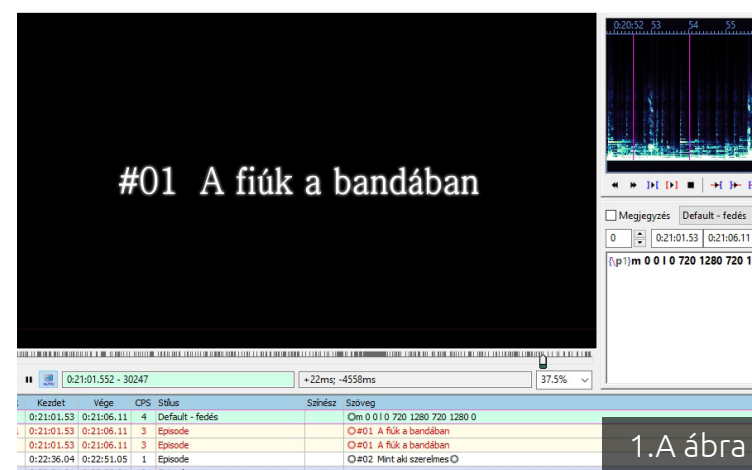 0:20:52 53 54 55
#01 A fiúk a bandában
Megjegyzés Default - fedés
0 0:21:01.53 0:21:06.11
{\p1}m 0 0 l 0 720 1280 720 1
AUTO 0:21:01.552 - 30247 +22ms; -4558ms 37.5%
Kezdet Vége CPS Stílus Színész Szöveg
0:21:01.53 0:21:06.11 4 Default - fedés m 0 0 l 0 720 1280 720 1280 0
0:21:01.53 0:21:06.11 3 Episode #01 A fiúk a bandában
0:21:01.53 0:21:06.11 3 Episode #01 A fiúk a bandában
0:22:36.04 0:22:51.05 1 Episode #02 Mint aki szerelmes
1.A ábra